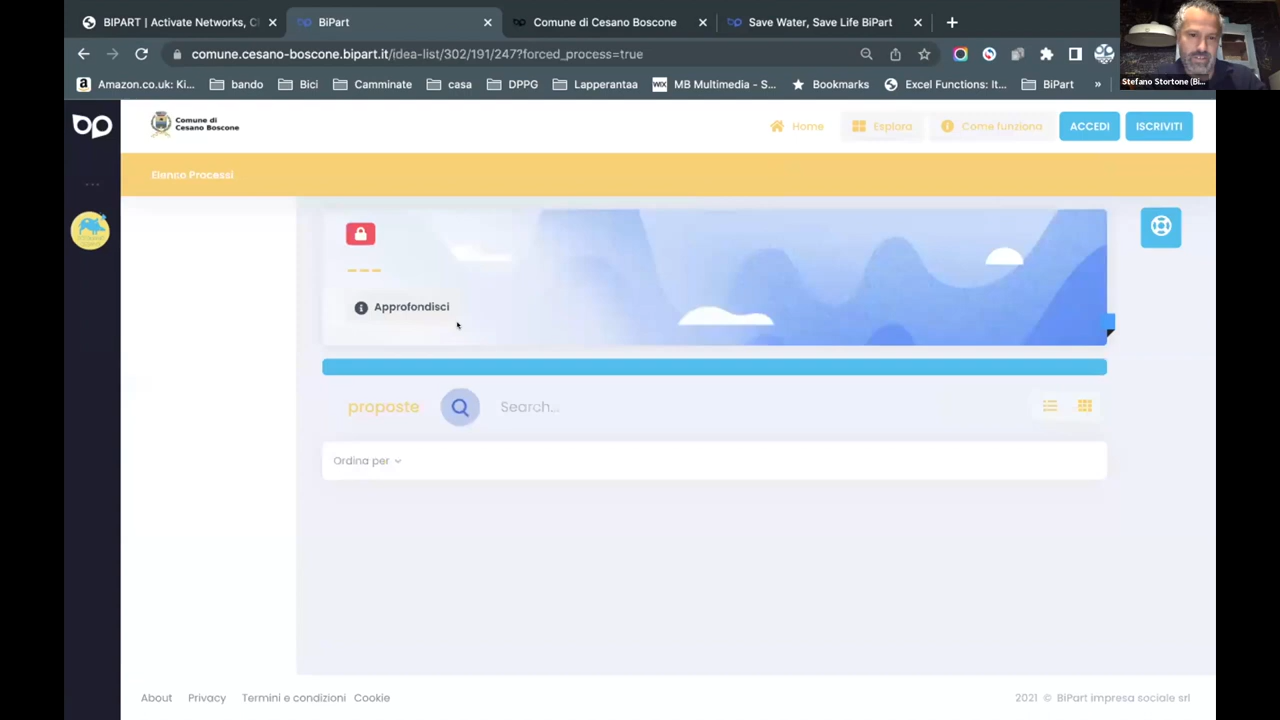 BIPART | Activate Networks, C
BiPart
Comune di Cesano Boscone
Save Water, Save Life BiPart
comune.cesano-boscone.bipart.it/idea-list/302/191/247?forced_process=true
Amazon.co.uk: Ki...
bando
Bici
Camminate
casa
DPPG
Lapperantaa
WIX
MB Multimedia - S...
Bookmarks
Excel Functions: It...
BiPart
»
Stefano Stortone (Bi...
bp
Comune di
Cesano Boscone
Home
Esplora
Come funziona
ACCEDI
ISCRIVITI
Elenco Processi
---
Approfondisci
proposte
Search...
Ordina per
About
Privacy
Termini e condizioni
Cookie
2021 © BiPart impresa sociale srl